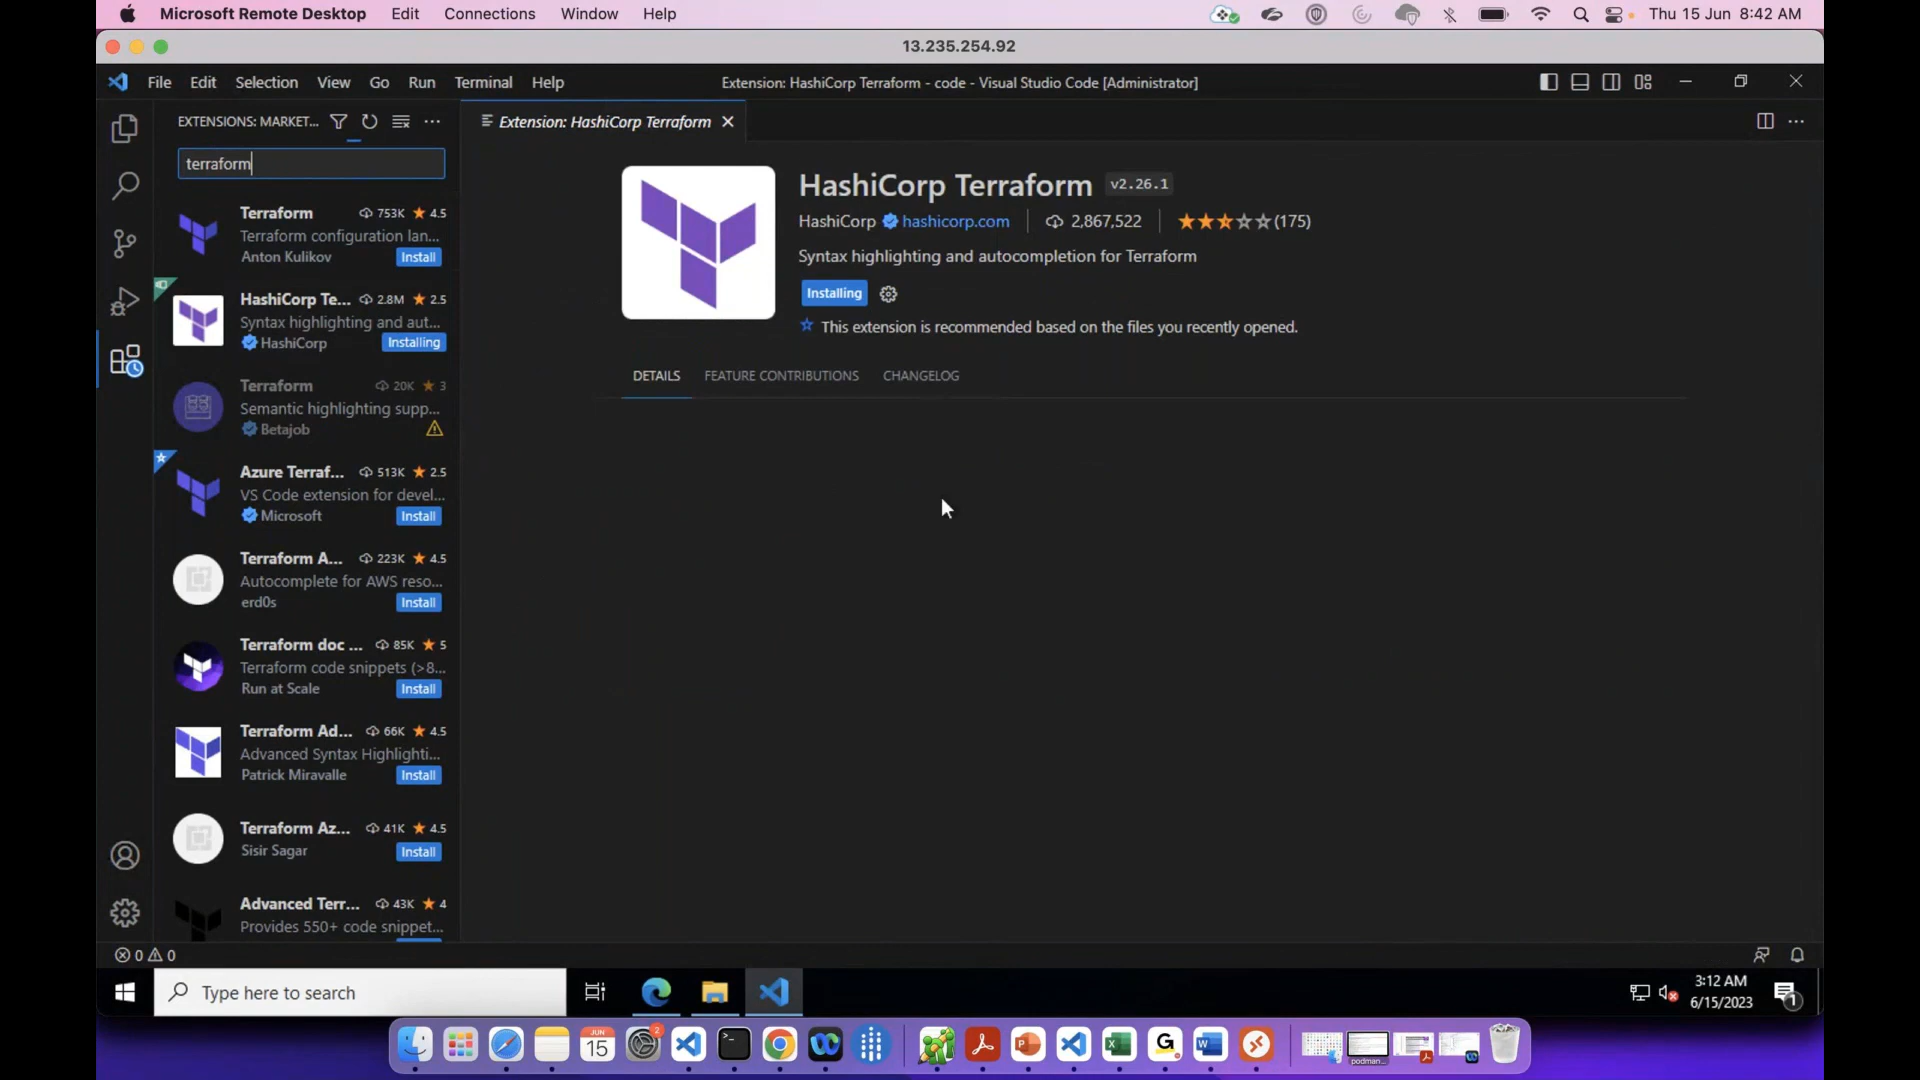 Microsoft Remote Desktop Edit Connections Window Help
Thu 15 Jun 8:42 AM
13.235.254.92
File Edit Selection View Go Run Terminal Help
Extension: HashiCorp Terraform - code - Visual Studio Code [Administrator]
EXTENSIONS: MARKET...
Extension: HashiCorp Terraform
terraform
Terraform 753K 4.5
Terraform configuration lan...
Anton Kulikov Install
HashiCorp Te... 2.8M 2.5
Syntax highlighting and aut...
HashiCorp Installing
Terraform 20K 3
Semantic highlighting supp...
Betajob
Azure Terraf... 513K 2.5
VS Code extension for devel...
Microsoft Install
Terraform A... 223K 4.5
Autocomplete for AWS reso...
erd0s Install
Terraform doc ... 85K 5
Terraform code snippets (>8...
Run at Scale Install
Terraform Ad... 66K 4.5
Advanced Syntax Highlighti...
Patrick Miravalle Install
Terraform Az... 41K 4.5
Sisir Sagar Install
Advanced Terr... 43K 4
Provides 550+ code snippet...
HashiCorp Terraform v2.26.1
HashiCorp hashicorp.com 2,867,522 (175)
Syntax highlighting and autocompletion for Terraform
Installing
This extension is recommended based on the files you recently opened.
DETAILS FEATURE CONTRIBUTIONS CHANGELOG
0 0
Type here to search
3:12 AM
6/15/2023
1
JUN
15
2
podman...